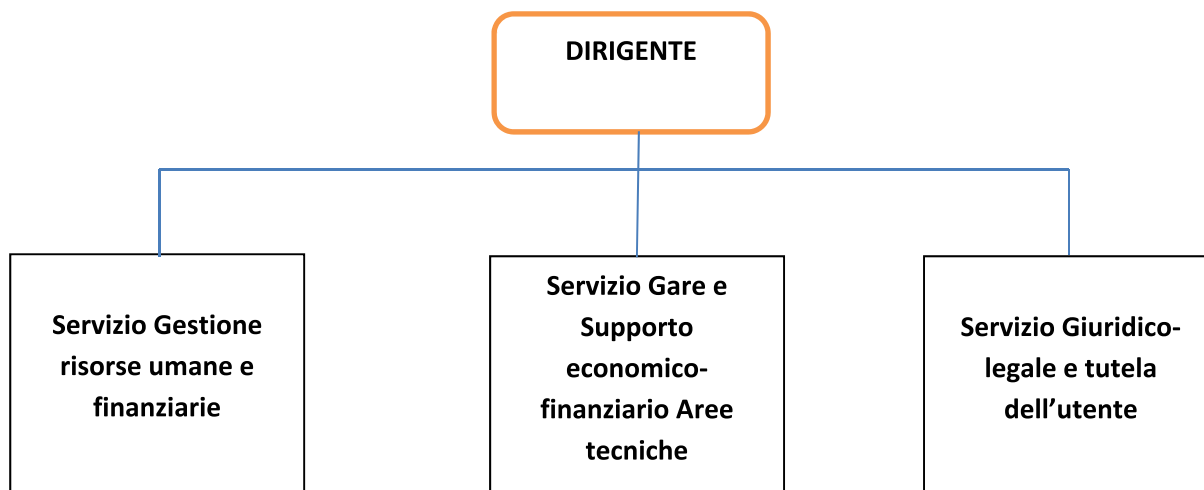 DIRIGENTE
Servizio Gestione
risorse umane e
finanziarie
Servizio Gare e
Supporto
economico-
finanziario Aree
tecniche
Servizio Giuridico-
legale e tutela
dell’utente